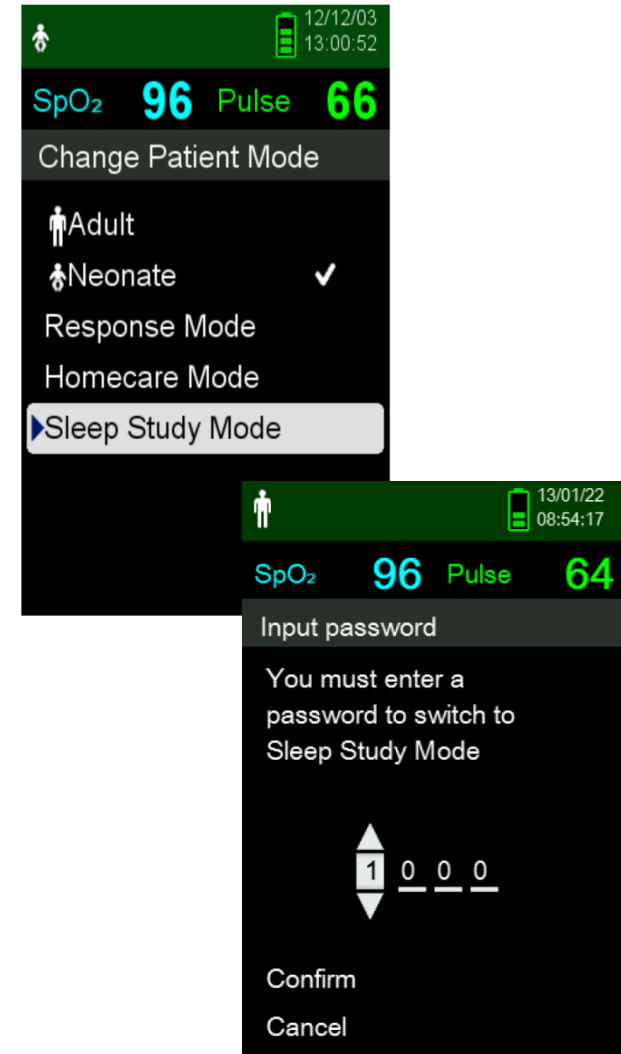 12/12/03
13:00:52
SpO₂ 96 Pulse 66
Change Patient Mode
Adult
Neonate
Response Mode
Homecare Mode
Sleep Study Mode
13/01/22
08:54:17
SpO₂ 96 Pulse 64
Input password
You must enter a
password to switch to
Sleep Study Mode
1 0 0 0
Confirm
Cancel